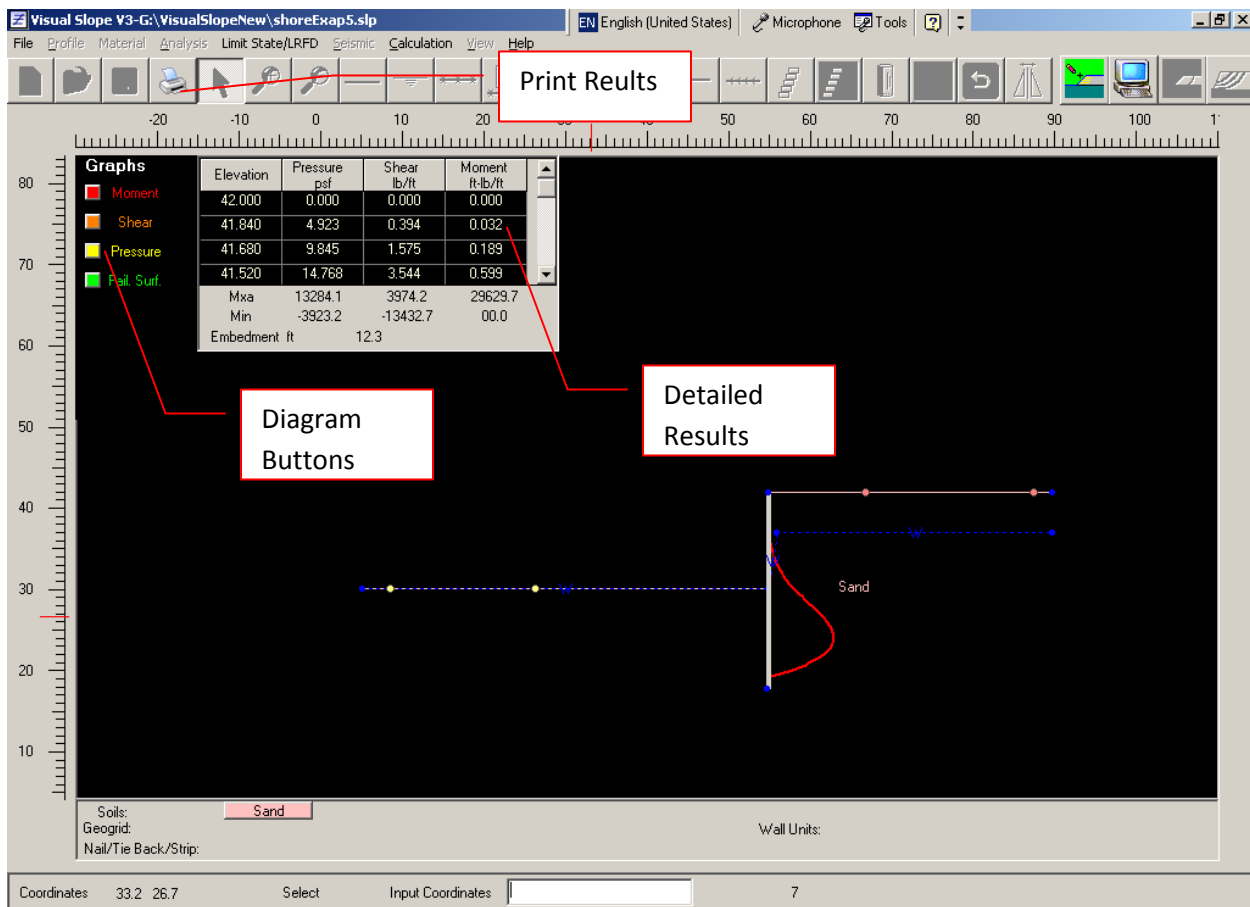 Visual Slope V3-G:\VisualSlopeNew\shoreExap5.slp
EN English (United States) Microphone Tools ?
File Profile Material Analysis Limit State/LRFD Seismic Calculation View Help
Print Reults
-20 -10 0 10 20 40 50 60 70 80 90 100
80
70
60
50
40
30
20
10
Graphs
Moment
Shear
Pressure
Fail. Surf.
Elevation Pressure psf Shear lb/ft Moment ft-lb/ft
42.000 0.000 0.000 0.000
41.840 4.923 0.394 0.032
41.680 9.845 1.575 0.189
41.520 14.768 3.544 0.599
Mxa 13284.1 3974.2 29629.7
Min -3923.2 -13432.7 00.0
Embedment ft 12.3
Diagram
Buttons
Detailed
Results
Sand
Soils: Sand
Geogrid:
Wall Units:
Nail/Tie Back/Strip:
Coordinates 33.2 26.7 Select Input Coordinates 7